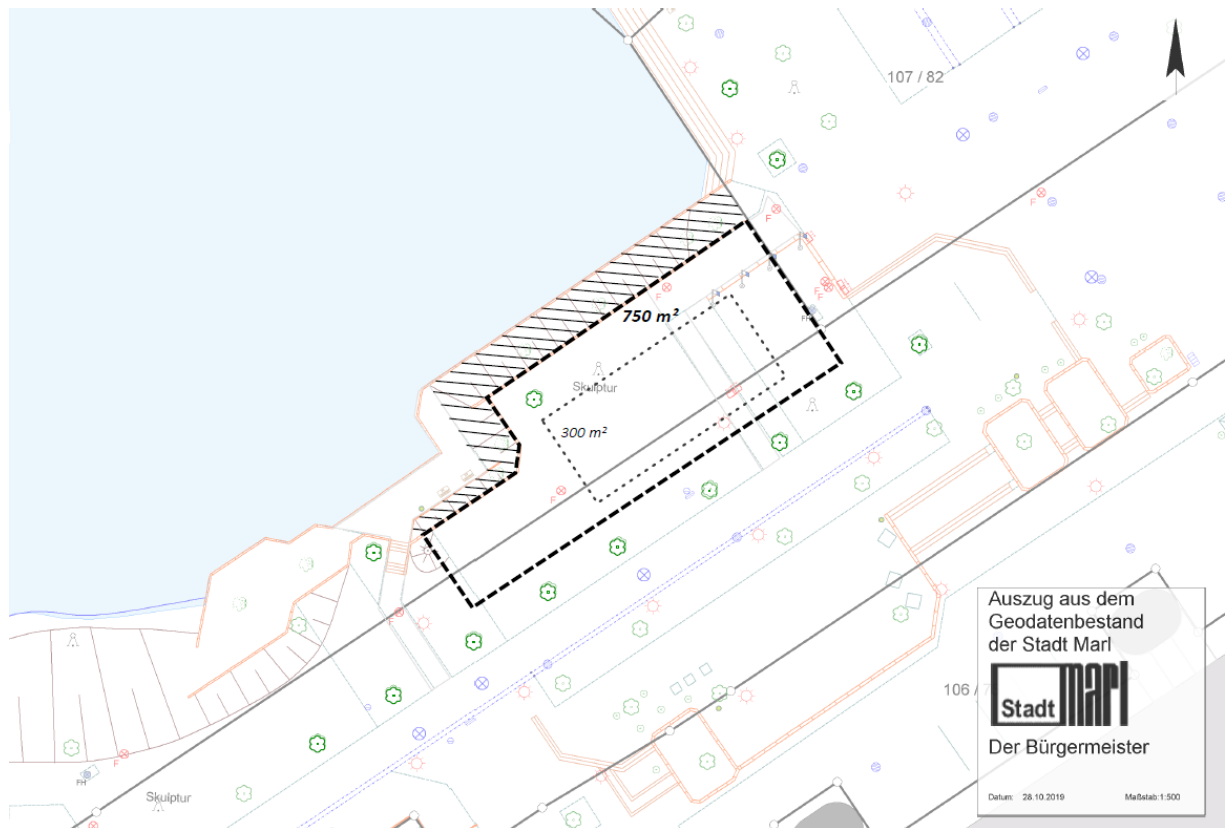 107 / 82
F
F
F
750 m²
F
F
FH
Skulptur
300 m²
F
F
F
FH
Skulptur
106 / 7
Auszug aus dem
Geodatenbestand
der Stadt Marl
Stadt marl
Der Bürgermeister
Datum: 28.10.2019 Maßstab:1:500